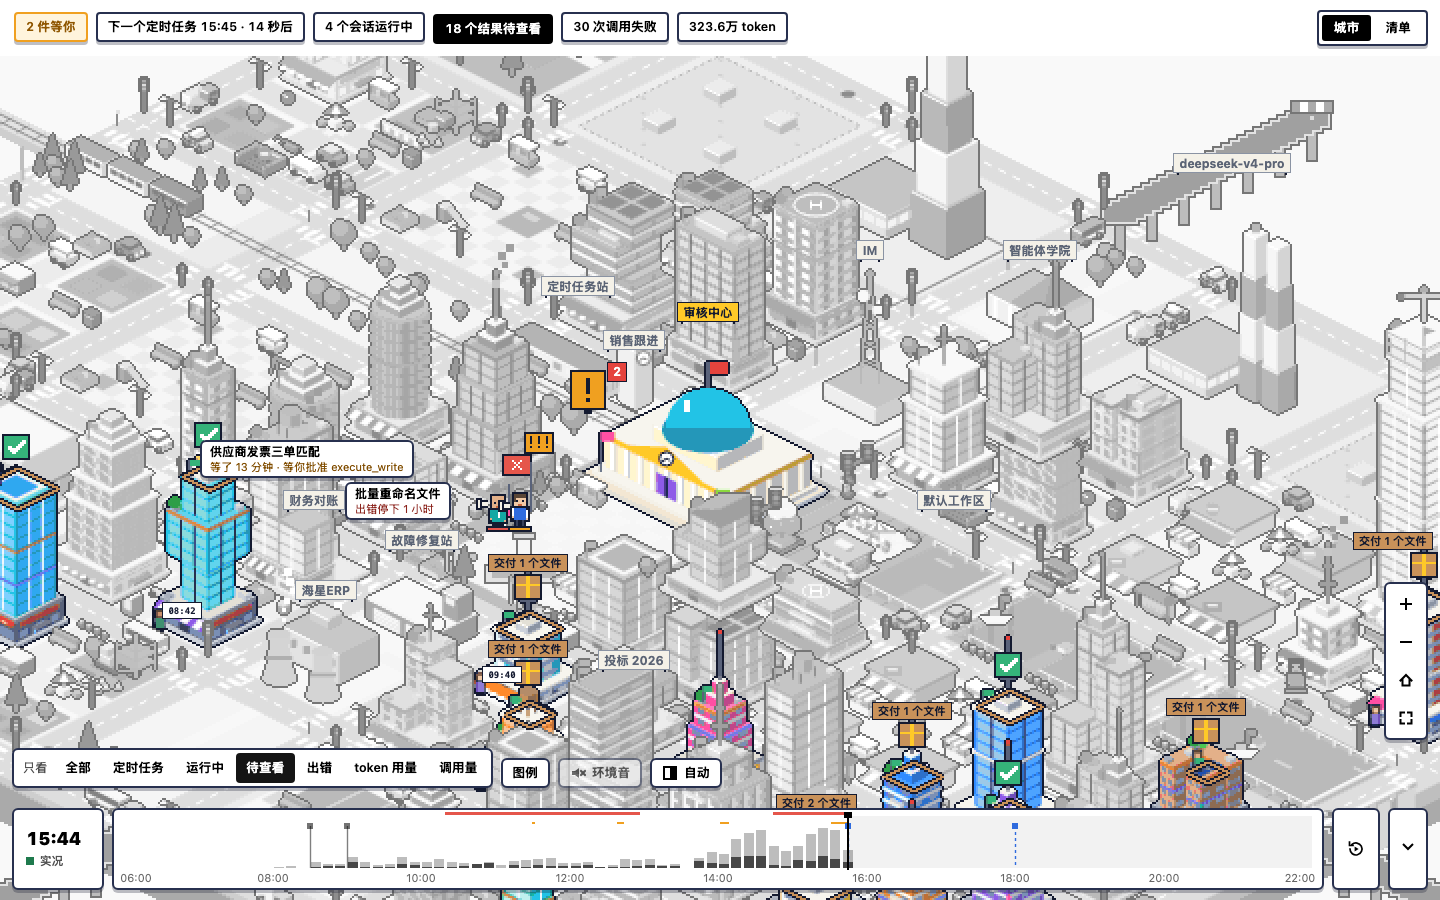 2 件等你
下一个定时任务 15:45 · 14 秒后
4 个会话运行中
18 个结果待查看
30 次调用失败
323.6万 token
城市
清单
deepseek-v4-pro
IM
智能体学院
定时任务站
审核中心
销售跟进
2
!
!!!
供应商发票三单匹配
等了 13 分钟 · 等你批准 execute_write
批量重命名文件
出错停下 1 小时
财务对账
默认工作区
故障修复站
交付 1 个文件
交付 1 个文件
海星ERP
08:42
交付 1 个文件
投标 2026
09:40
交付 1 个文件
交付 1 个文件
H
H
只看
全部
定时任务
运行中
待查看
出错
token 用量
调用量
图例
环境音
自动
交付 2 个文件
15:44
实况
06:00
08:00
10:00
12:00
14:00
16:00
18:00
20:00
22:00